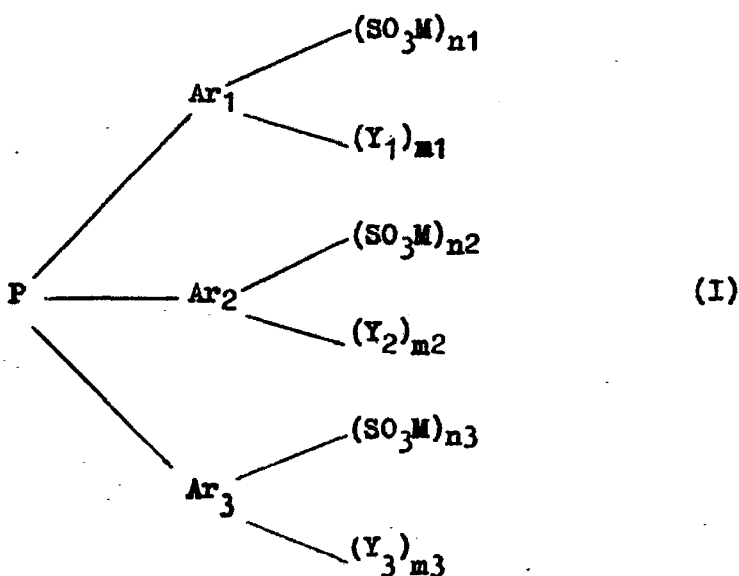 (SO₃M)n1
Ar₁
(Y₁)m1
(SO₃M)n2
P Ar₂ (I)
(Y₂)m2
(SO₃M)n3
Ar₃
(Y₃)m3